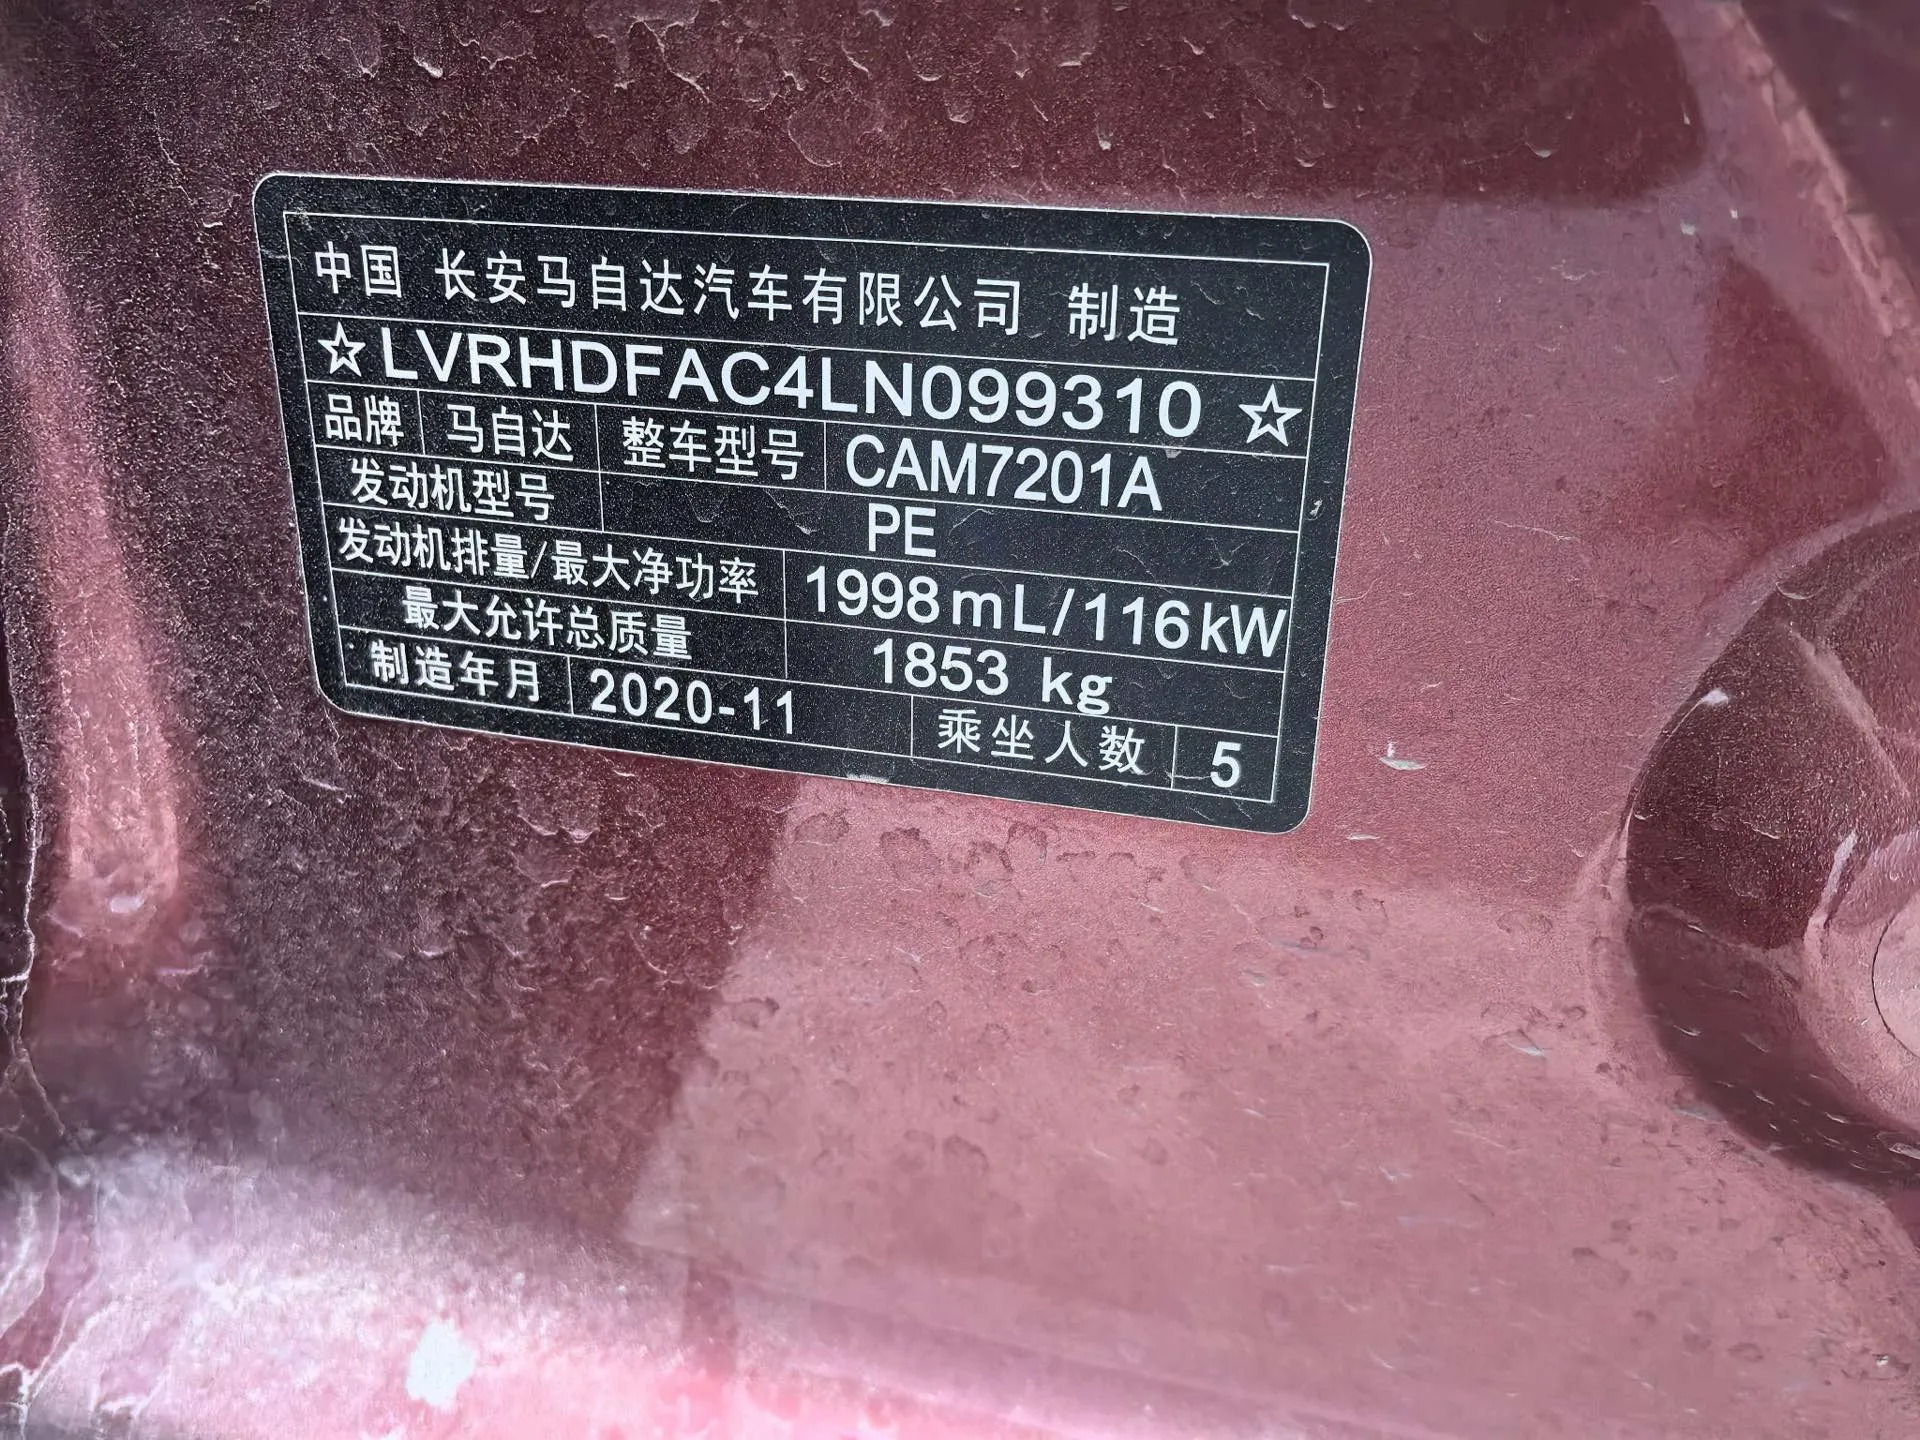 中国 长安马自达汽车有限公司 制造
☆LVRHDFAC4LN099310☆
品牌 马自达 整车型号 CAM7201A
发动机型号 PE
发动机排量/最大净功率 1998mL/116kW
最大允许总质量 1853 kg
制造年月 2020-11 乘坐人数 5